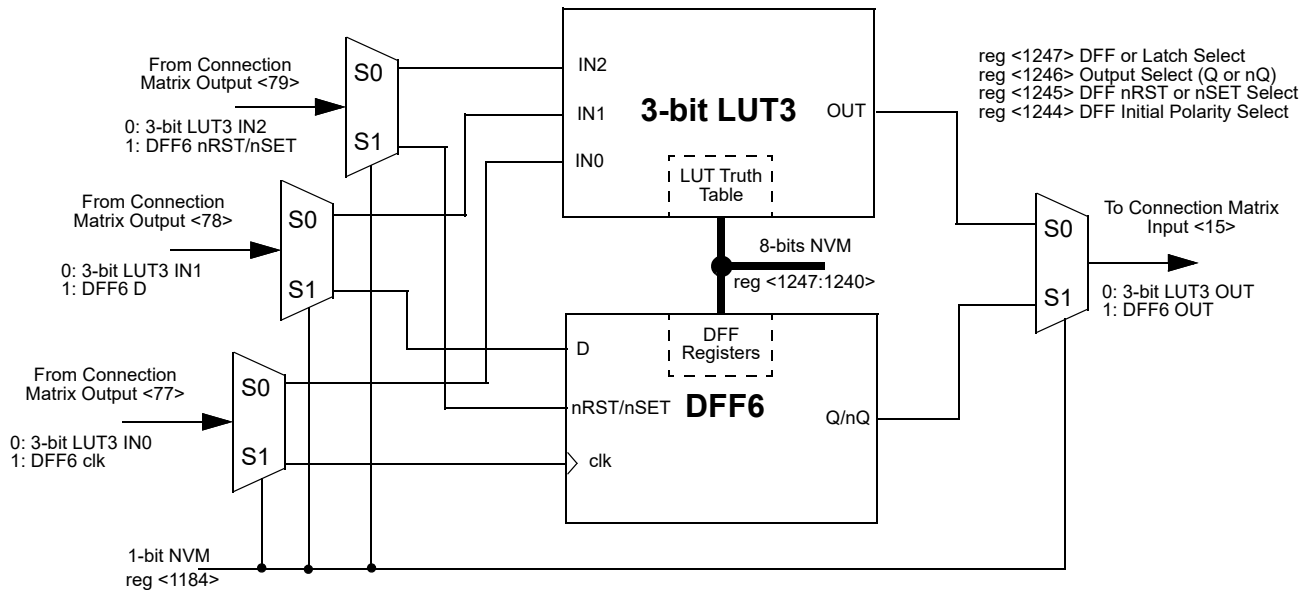 From Connection
Matrix Output <79>
0: 3-bit LUT3 IN2
1: DFF6 nRST/nSET
S0
S1
From Connection
Matrix Output <78>
0: 3-bit LUT3 IN1
1: DFF6 D
S0
S1
From Connection
Matrix Output <77>
0: 3-bit LUT3 IN0
1: DFF6 clk
S0
S1
1-bit NVM
reg <1184>
IN2
IN1
IN0
3-bit LUT3
OUT
LUT Truth
Table
8-bits NVM
reg <1247:1240>
DFF
Registers
D
nRST/nSET
clk
DFF6
Q/nQ
reg <1247> DFF or Latch Select
reg <1246> Output Select (Q or nQ)
reg <1245> DFF nRST or nSET Select
reg <1244> DFF Initial Polarity Select
S0
S1
To Connection Matrix
Input <15>
0: 3-bit LUT3 OUT
1: DFF6 OUT